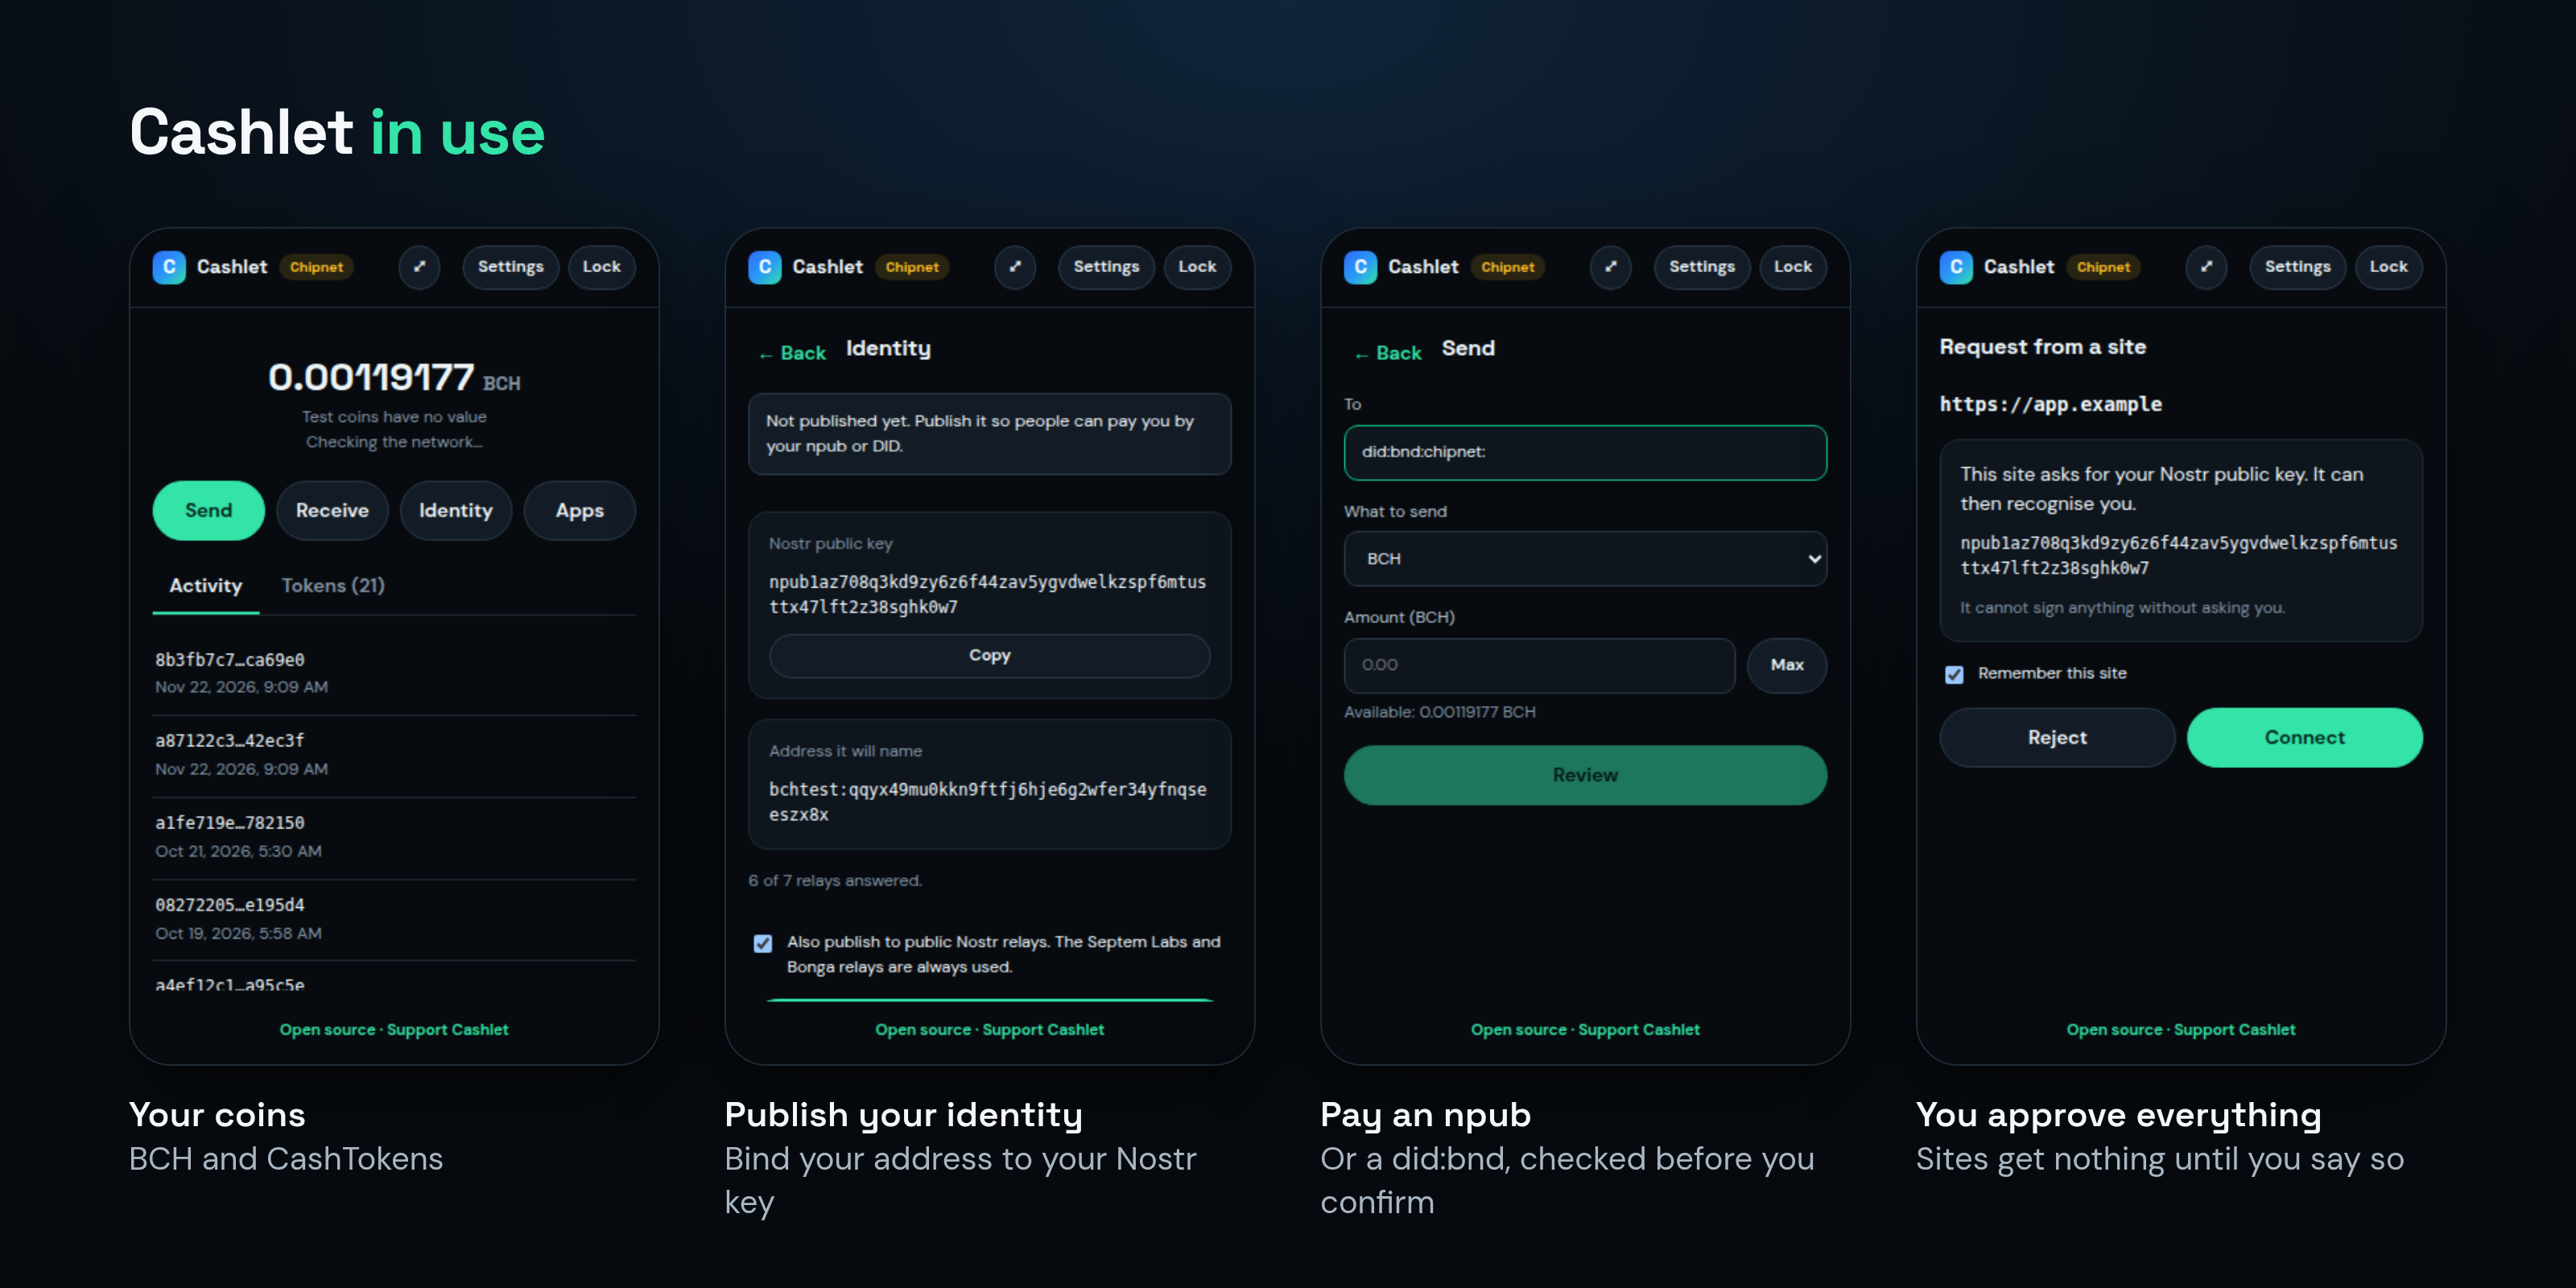 Cashlet in use
C Cashlet Chipnet Settings Lock
0.00119177 BCH
Test coins have no value
Checking the network...
Send Receive Identity Apps
Activity Tokens (21)
8b3fb7c7…ca69e0
Nov 22, 2026, 9:09 AM
a87122c3…42ec3f
Nov 22, 2026, 9:09 AM
a1fe719e…782150
Oct 21, 2026, 5:30 AM
08272205…e195d4
Oct 19, 2026, 5:58 AM
a4ef12c1…a95c5e
Open source · Support Cashlet
Your coins
BCH and CashTokens
C Cashlet Chipnet Settings Lock
← Back Identity
Not published yet. Publish it so people can pay you by
your npub or DID.
Nostr public key
npub1az708q3kd9zy6z6f44zav5ygvdwelkzspf6mtus
ttx47lft2z38sghk0w7
Copy
Address it will name
bchtest:qqyx49mu0kkn9ftfj6hje6g2wfer34yfnqse
eszx8x
6 of 7 relays answered.
Also publish to public Nostr relays. The Septem Labs and
Bonga relays are always used.
Open source · Support Cashlet
Publish your identity
Bind your address to your Nostr
key
C Cashlet Chipnet Settings Lock
← Back Send
To
did:bnd:chipnet:
What to send
BCH
Amount (BCH)
0.00 Max
Available: 0.00119177 BCH
Review
Open source · Support Cashlet
Pay an npub
Or a did:bnd, checked before you
confirm
C Cashlet Chipnet Settings Lock
Request from a site
https://app.example
This site asks for your Nostr public key. It can
then recognise you.
npub1az708q3kd9zy6z6f44zav5ygvdwelkzspf6mtus
ttx47lft2z38sghk0w7
It cannot sign anything without asking you.
Remember this site
Reject Connect
Open source · Support Cashlet
You approve everything
Sites get nothing until you say so